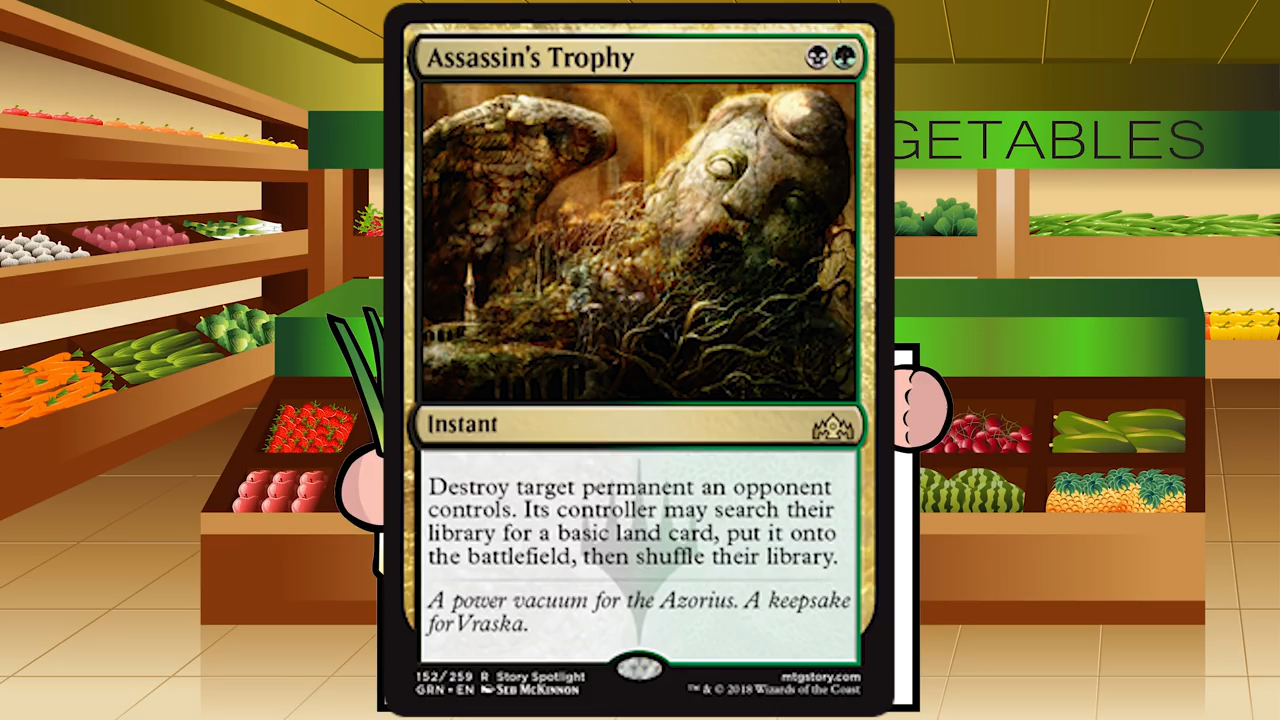 Assassin's Trophy
GETABLES
Instant
Destroy target permanent an opponent
controls. Its controller may search their
library for a basic land card, put it onto
the battlefield, then shuffle their library.
A power vacuum for the Azorius. A keepsake
for Vraska.
152/259 R Story Spotlight
GRN • EN Seb McKinnon
mtgstory.com
™ & © 2018 Wizards of the Coast